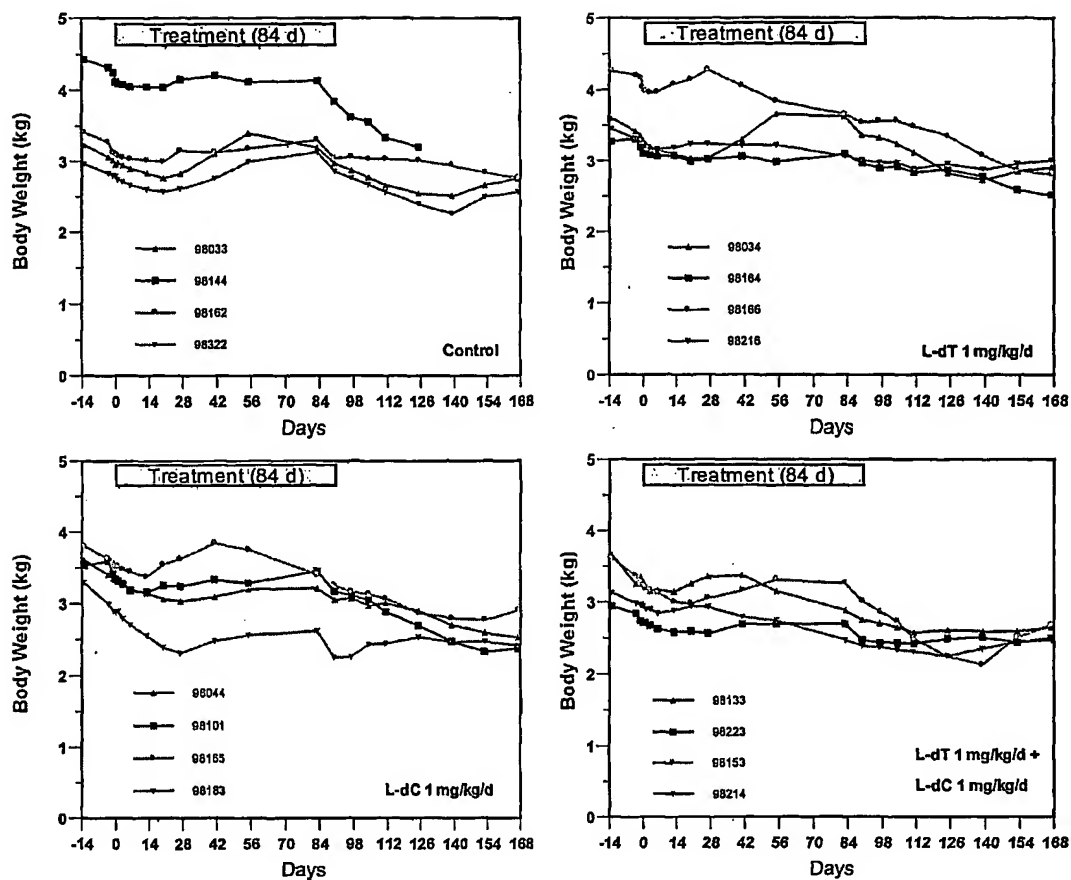 Treatment (84 d)
Body Weight (kg)
5
4
3
2
1
0
98033
98144
98162
98322
Control
-14 0 14 28 42 56 70 84 98 112 126 140 154 168
Days
Treatment (84 d)
Body Weight (kg)
5
4
3
2
1
0
98034
98164
98166
98216
L-dT 1 mg/kg/d
-14 0 14 28 42 56 70 84 98 112 126 140 154 168
Days
Treatment (84 d)
Body Weight (kg)
5
4
3
2
1
0
98044
98101
98165
98183
L-dC 1 mg/kg/d
-14 0 14 28 42 56 70 84 98 112 126 140 154 168
Days
Treatment (84 d)
Body Weight (kg)
5
4
3
2
1
0
98133
98223
98153
98214
L-dT 1 mg/kg/d +
L-dC 1 mg/kg/d
-14 0 14 28 42 56 70 84 98 112 126 140 154 168
Days